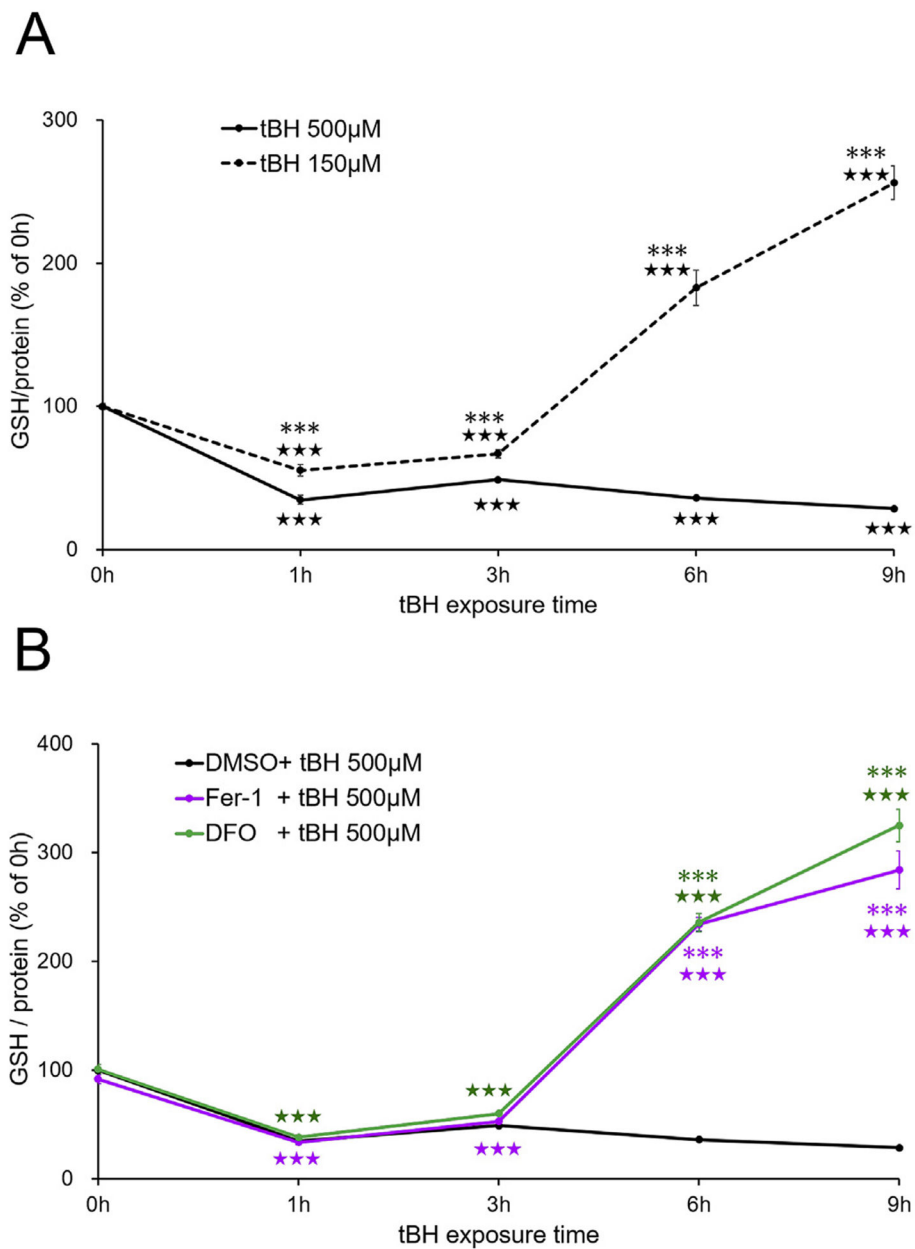 A
300
tBH 500µM
tBH 150µM
***
★★★
***
★★★
200
GSH/protein (% of 0h)
100
***
★★★
***
★★★
★★★
★★★
★★★
★★★
0
0h 1h 3h 6h 9h
tBH exposure time
B
400
DMSO+ tBH 500µM
Fer-1 + tBH 500µM
DFO + tBH 500µM
***
★★★
300
***
★★★
***
★★★
***
★★★
200
GSH / protein (% of 0h)
100
★★★
★★★
★★★
★★★
0
0h 1h 3h 6h 9h
tBH exposure time